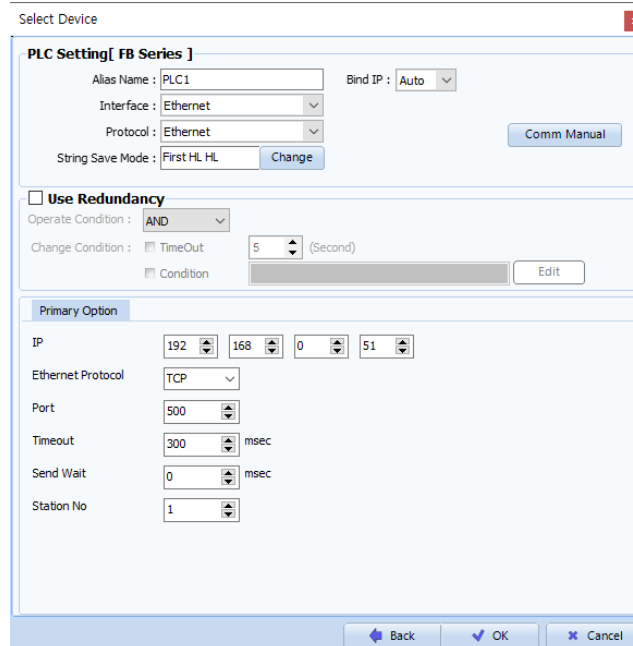 Select Device
PLC Setting[ FB Series ]
Alias Name : PLC1 Bind IP : Auto
Interface : Ethernet
Protocol : Ethernet Comm Manual
String Save Mode : First HL HL Change
Use Redundancy
Operate Condition : AND
Change Condition : TimeOut 5 (Second)
Condition Edit
Primary Option
IP 192 168 0 51
Ethernet Protocol TCP
Port 500
Timeout 300 msec
Send Wait 0 msec
Station No 1
Back OK Cancel